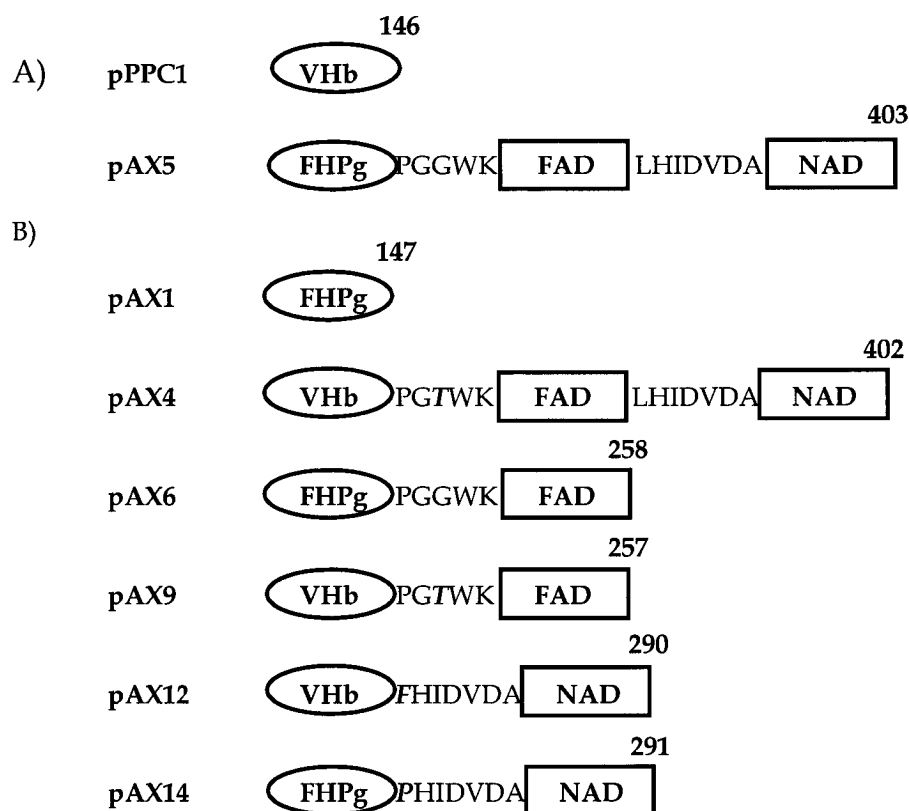 146
A) pPPC1 VHb
403
pAX5 FHPg PGGWK FAD LHIDVDA NAD
B)
147
pAX1 FHPg
402
pAX4 VHb PGTWK FAD LHIDVDA NAD
258
pAX6 FHPg PGGWK FAD
257
pAX9 VHb PGTWK FAD
290
pAX12 VHb FHIDVDA NAD
291
pAX14 FHPg PHIDVDA NAD